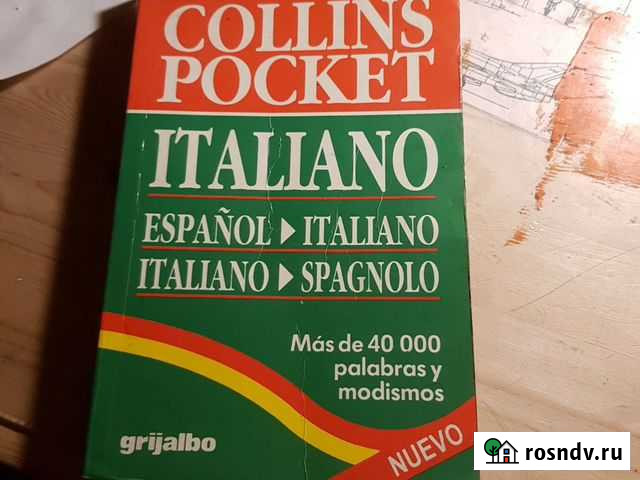 COLLINS
POCKET
ITALIANO
ESPAÑOL ▶ ITALIANO
ITALIANO ▶ SPAGNOLO
Más de 40 000
palabras y
modismos
grijalbo
NUEVO
rosndv.ru